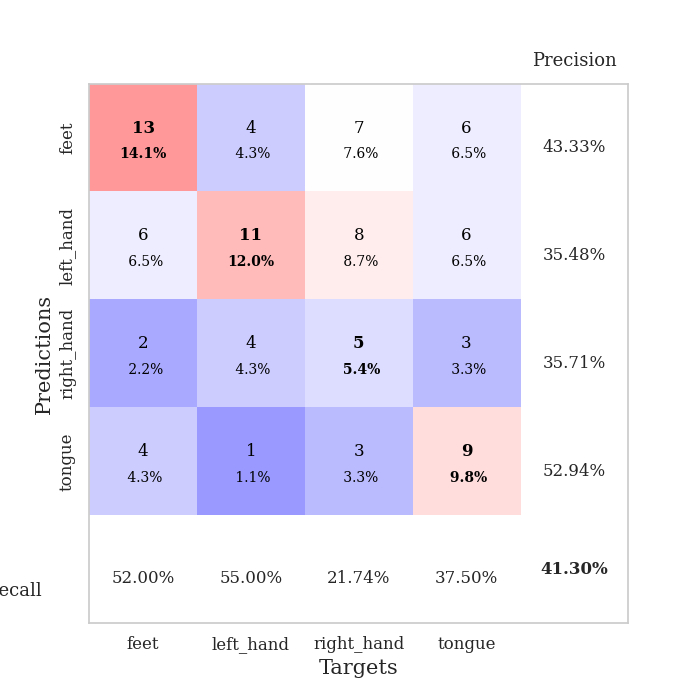 Precision
feet 13 4 7 6 43.33%
14.1% 4.3% 7.6% 6.5%
left_hand 6 11 8 6 35.48%
6.5% 12.0% 8.7% 6.5%
right_hand 2 4 5 3 35.71%
2.2% 4.3% 5.4% 3.3%
tongue 4 1 3 9 52.94%
4.3% 1.1% 3.3% 9.8%
Predictions
ecall 52.00% 55.00% 21.74% 37.50% 41.30%
feet left_hand right_hand tongue
Targets